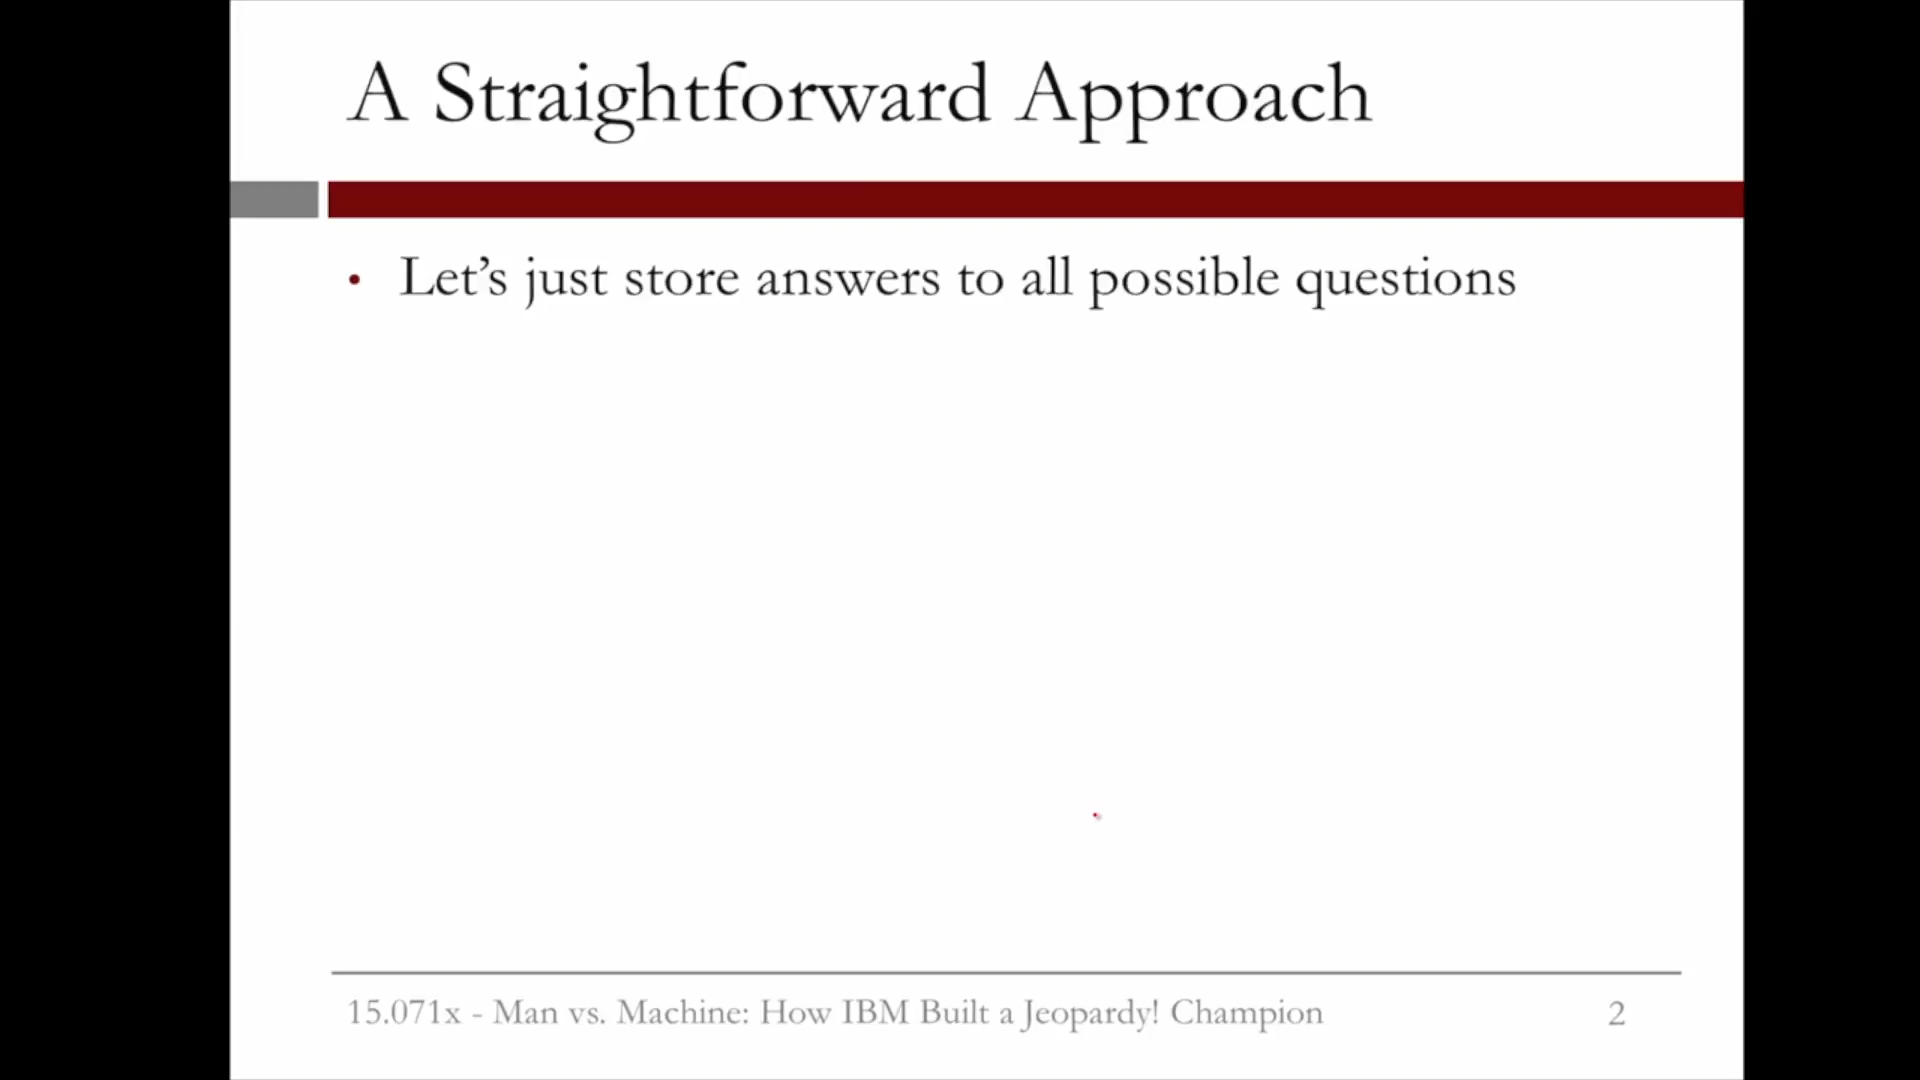 A Straightforward Approach
• Let’s just store answers to all possible questions
15.071x - Man vs. Machine: How IBM Built a Jeopardy! Champion
2